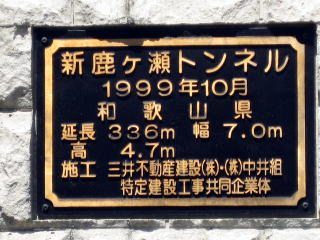 新鹿ヶ瀬トンネル
1999年10月
和歌山県
延長 336m 幅 7.0m
高 4.7m
施工 三井不動産建設(株)・(株)中井組
特定建設工事共同企業体